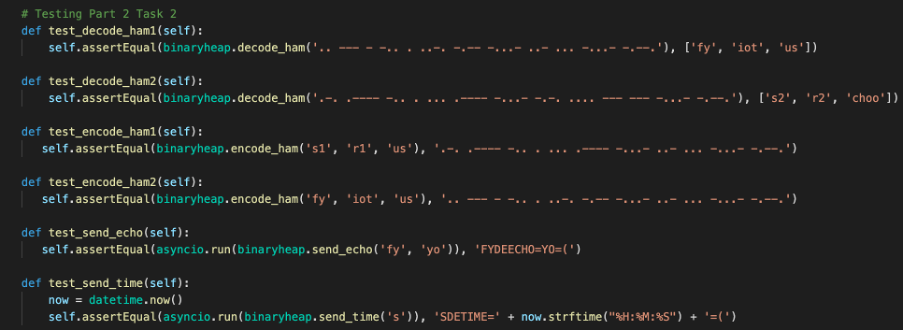 # Testing Part 2 Task 2
def test_decode_ham1(self):
self.assertEqual(binaryheap.decode_ham('.. --- - -.. . ..-. -.-- -...- ..- ... -...- -.--.'), ['fy', 'iot', 'us'])
def test_decode_ham2(self):
self.assertEqual(binaryheap.decode_ham('.-. .---- -.. . ... .---- -...- -.-. .... --- --- -...- -.--.'), ['s2', 'r2', 'choo'])
def test_encode_ham1(self):
self.assertEqual(binaryheap.encode_ham('s1', 'r1', 'us'), '.-. .---- -.. . ... .---- -...- ..- ... -...- -.--.')
def test_encode_ham2(self):
self.assertEqual(binaryheap.encode_ham('fy', 'iot', 'us'), '.. --- - -.. . ..-. -.-- -...- ..- ... -...- -.--.')
def test_send_echo(self):
self.assertEqual(asyncio.run(binaryheap.send_echo('fy', 'yo')), 'FYDEECHO=YO=(')
def test_send_time(self):
now = datetime.now()
self.assertEqual(asyncio.run(binaryheap.send_time('s')), 'SDETIME=' + now.strftime("%H:%M:%S") + '=(')